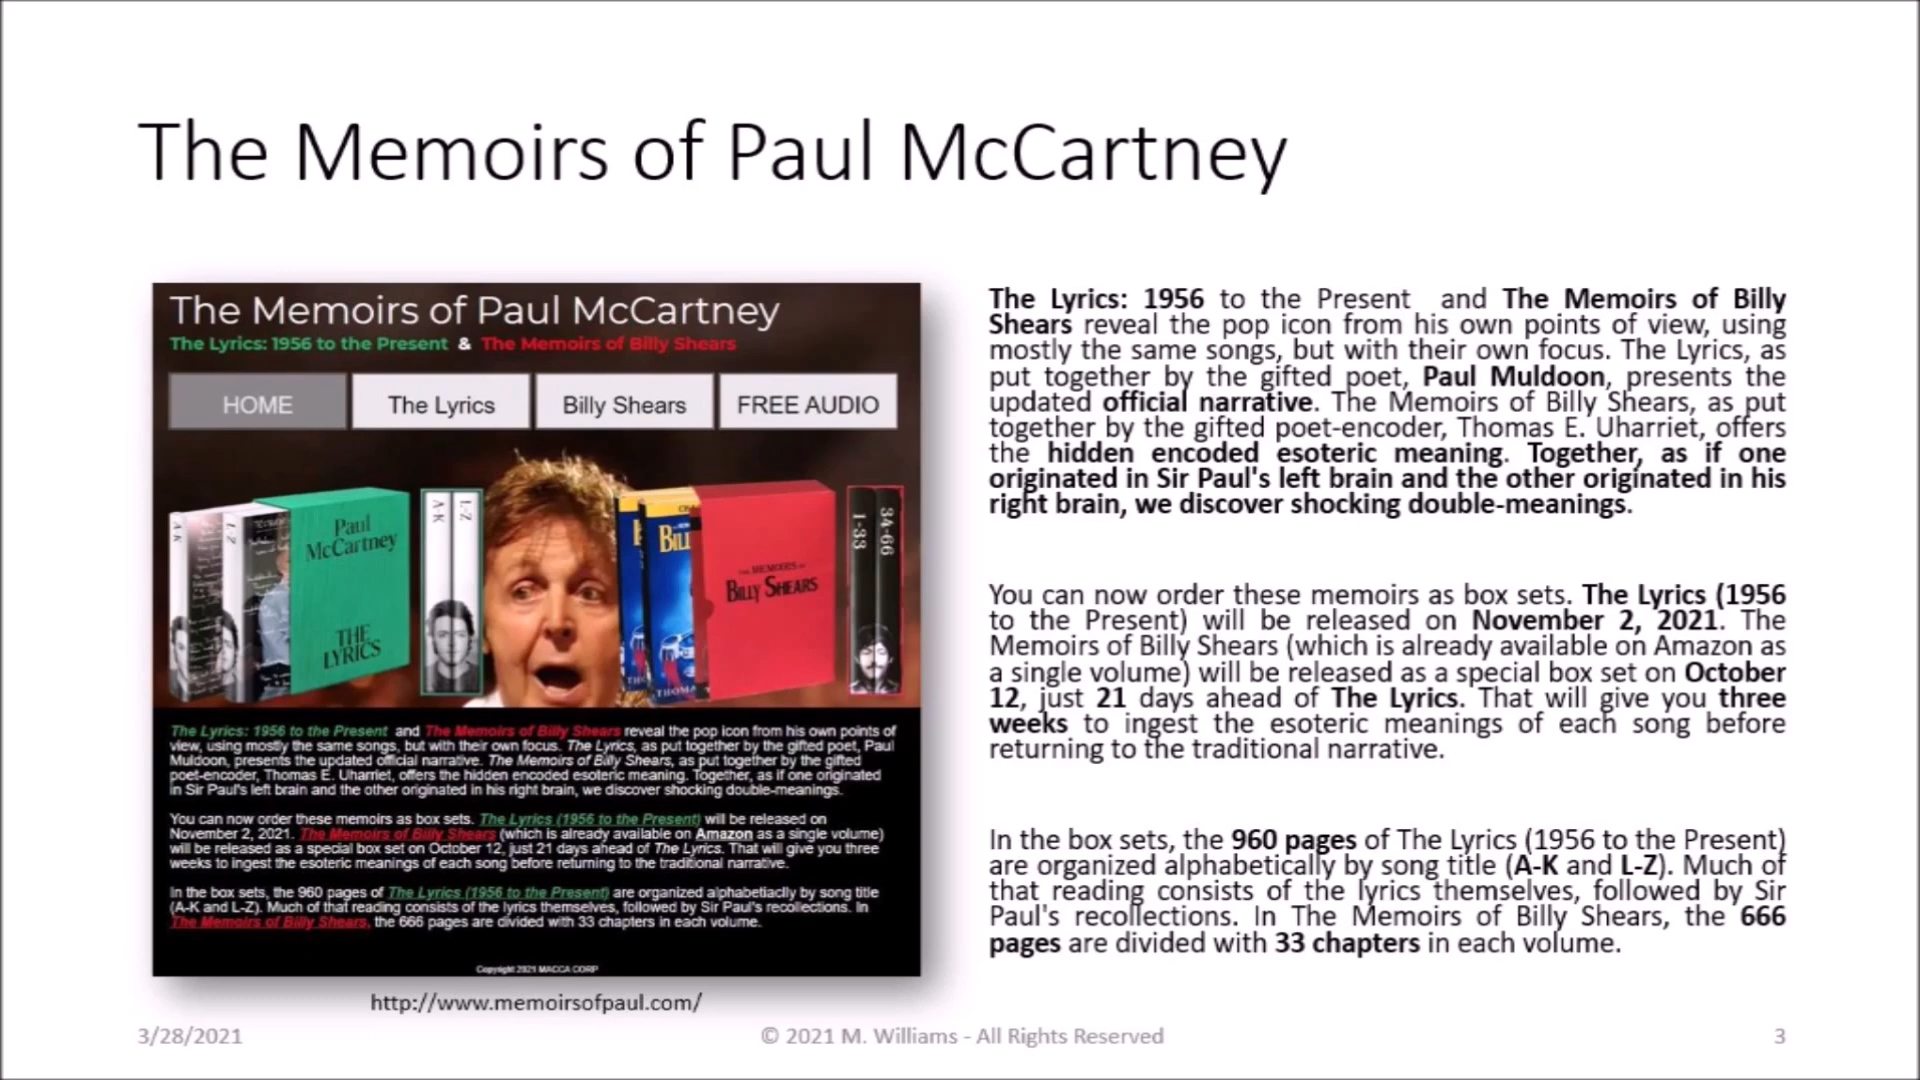 The Memoirs of Paul McCartney
The Memoirs of Paul McCartney
The Lyrics: 1956 to the Present & The Memoirs of Billy Shears
HOME The Lyrics Billy Shears FREE AUDIO
A K
L-Z
Paul McCartney
THE LYRICS
A-K
L-Z
BILL
THOMA
THE MEMOIRS OF
BILLY SHEARS
1-33
34-66
The Lyrics: 1956 to the Present and The Memoirs of Billy Shears reveal the pop icon from his own points of
view, using mostly the same songs, but with their own focus. The Lyrics, as put together by the gifted poet, Paul
Muldoon, presents the updated official narrative. The Memoirs of Billy Shears, as put together by the gifted
poet-encoder, Thomas E. Uharriet, offers the hidden encoded esoteric meaning. Together, as if one originated
in Sir Paul's left brain and the other originated in his right brain, we discover shocking double-meanings.
You can now order these memoirs as box sets. The Lyrics (1956 to the Present) will be released on
November 2, 2021. The Memoirs of Billy Shears (which is already available on Amazon as a single volume)
will be released as a special box set on October 12, just 21 days ahead of The Lyrics. That will give you three
weeks to ingest the esoteric meanings of each song before returning to the traditional narrative.
In the box sets, the 960 pages of The Lyrics (1956 to the Present) are organized alphabetiaclly by song title
(A-K and L-Z). Much of that reading consists of the lyrics themselves, followed by Sir Paul's recollections. In
The Memoirs of Billy Shears, the 666 pages are divided with 33 chapters in each volume.
Copyright 2021 MACCA CORP
http://www.memoirsofpaul.com/
The Lyrics: 1956 to the Present and The Memoirs of Billy
Shears reveal the pop icon from his own points of view, using
mostly the same songs, but with their own focus. The Lyrics, as
put together by the gifted poet, Paul Muldoon, presents the
updated official narrative. The Memoirs of Billy Shears, as put
together by the gifted poet-encoder, Thomas E. Uharriet, offers
the hidden encoded esoteric meaning. Together, as if one
originated in Sir Paul's left brain and the other originated in his
right brain, we discover shocking double-meanings.
You can now order these memoirs as box sets. The Lyrics (1956
to the Present) will be released on November 2, 2021. The
Memoirs of Billy Shears (which is already available on Amazon as
a single volume) will be released as a special box set on October
12, just 21 days ahead of The Lyrics. That will give you three
weeks to ingest the esoteric meanings of each song before
returning to the traditional narrative.
In the box sets, the 960 pages of The Lyrics (1956 to the Present)
are organized alphabetically by song title (A-K and L-Z). Much of
that reading consists of the lyrics themselves, followed by Sir
Paul's recollections. In The Memoirs of Billy Shears, the 666
pages are divided with 33 chapters in each volume.
3/28/2021
© 2021 M. Williams - All Rights Reserved
3